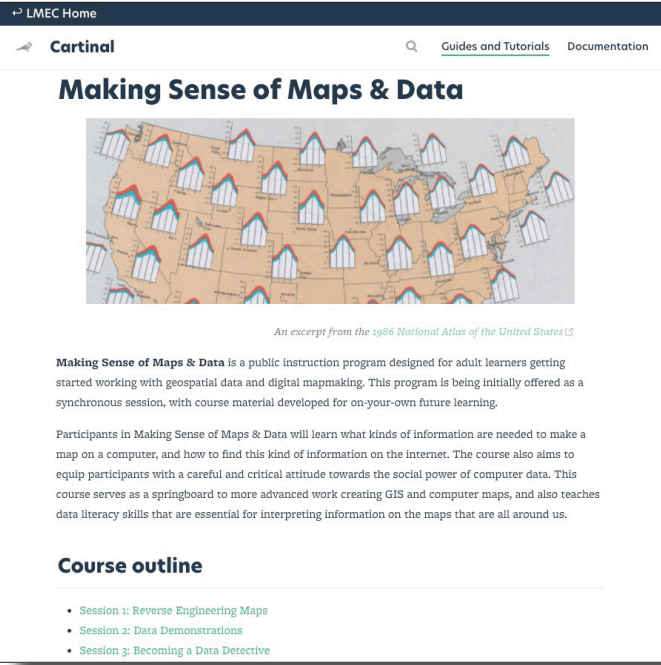 ↩ LMEC Home
Cartinal
Guides and Tutorials
Documentation
Making Sense of Maps & Data
An excerpt from the 1986 National Atlas of the United States
Making Sense of Maps & Data is a public instruction program designed for adult learners getting
started working with geospatial data and digital mapmaking. This program is being initially offered as a
synchronous session, with course material developed for on-your-own future learning.
Participants in Making Sense of Maps & Data will learn what kinds of information are needed to make a
map on a computer, and how to find this kind of information on the internet. The course also aims to
equip participants with a careful and critical attitude towards the social power of computer data. This
course serves as a springboard to more advanced work creating GIS and computer maps, and also teaches
data literacy skills that are essential for interpreting information on the maps that are all around us.
Course outline
• Session 1: Reverse Engineering Maps
• Session 2: Data Demonstrations
• Session 3: Becoming a Data Detective